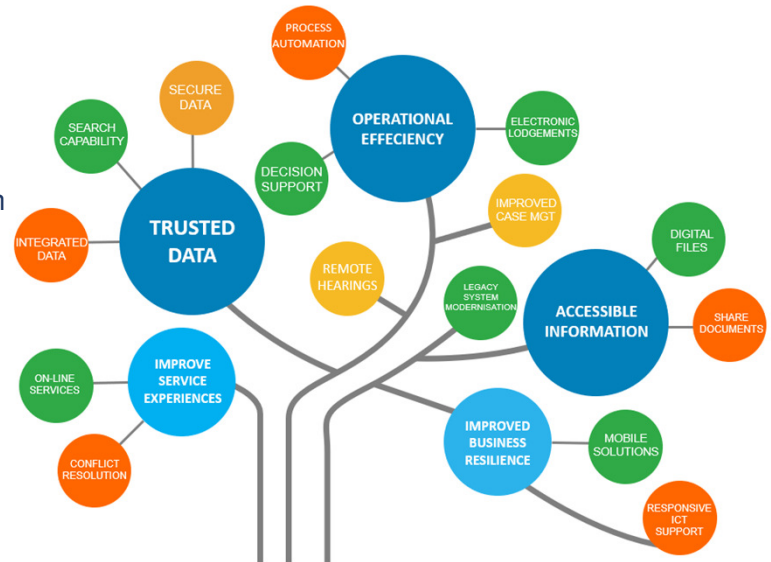 PROCESS
AUTOMATION
SECURE
DATA
OPERATIONAL
EFFECIENCY
SEARCH
CAPABILITY
ELECTRONIC
LODGEMENTS
DECISION
SUPPORT
n
IMPROVED
CASE MGT
TRUSTED
DATA
INTEGRATED
DATA
DIGITAL
FILES
REMOTE
HEARINGS
LEGACY
SYSTEM
MODERNISATION
ACCESSIBLE
INFORMATION
SHARE
DOCUMENTS
IMPROVE
SERVICE
EXPERIENCES
ON-LINE
SERVICES
IMPROVED
BUSINESS
RESILIENCE
MOBILE
SOLUTIONS
CONFLICT
RESOLUTION
RESPONSIVE
ICT
SUPPORT